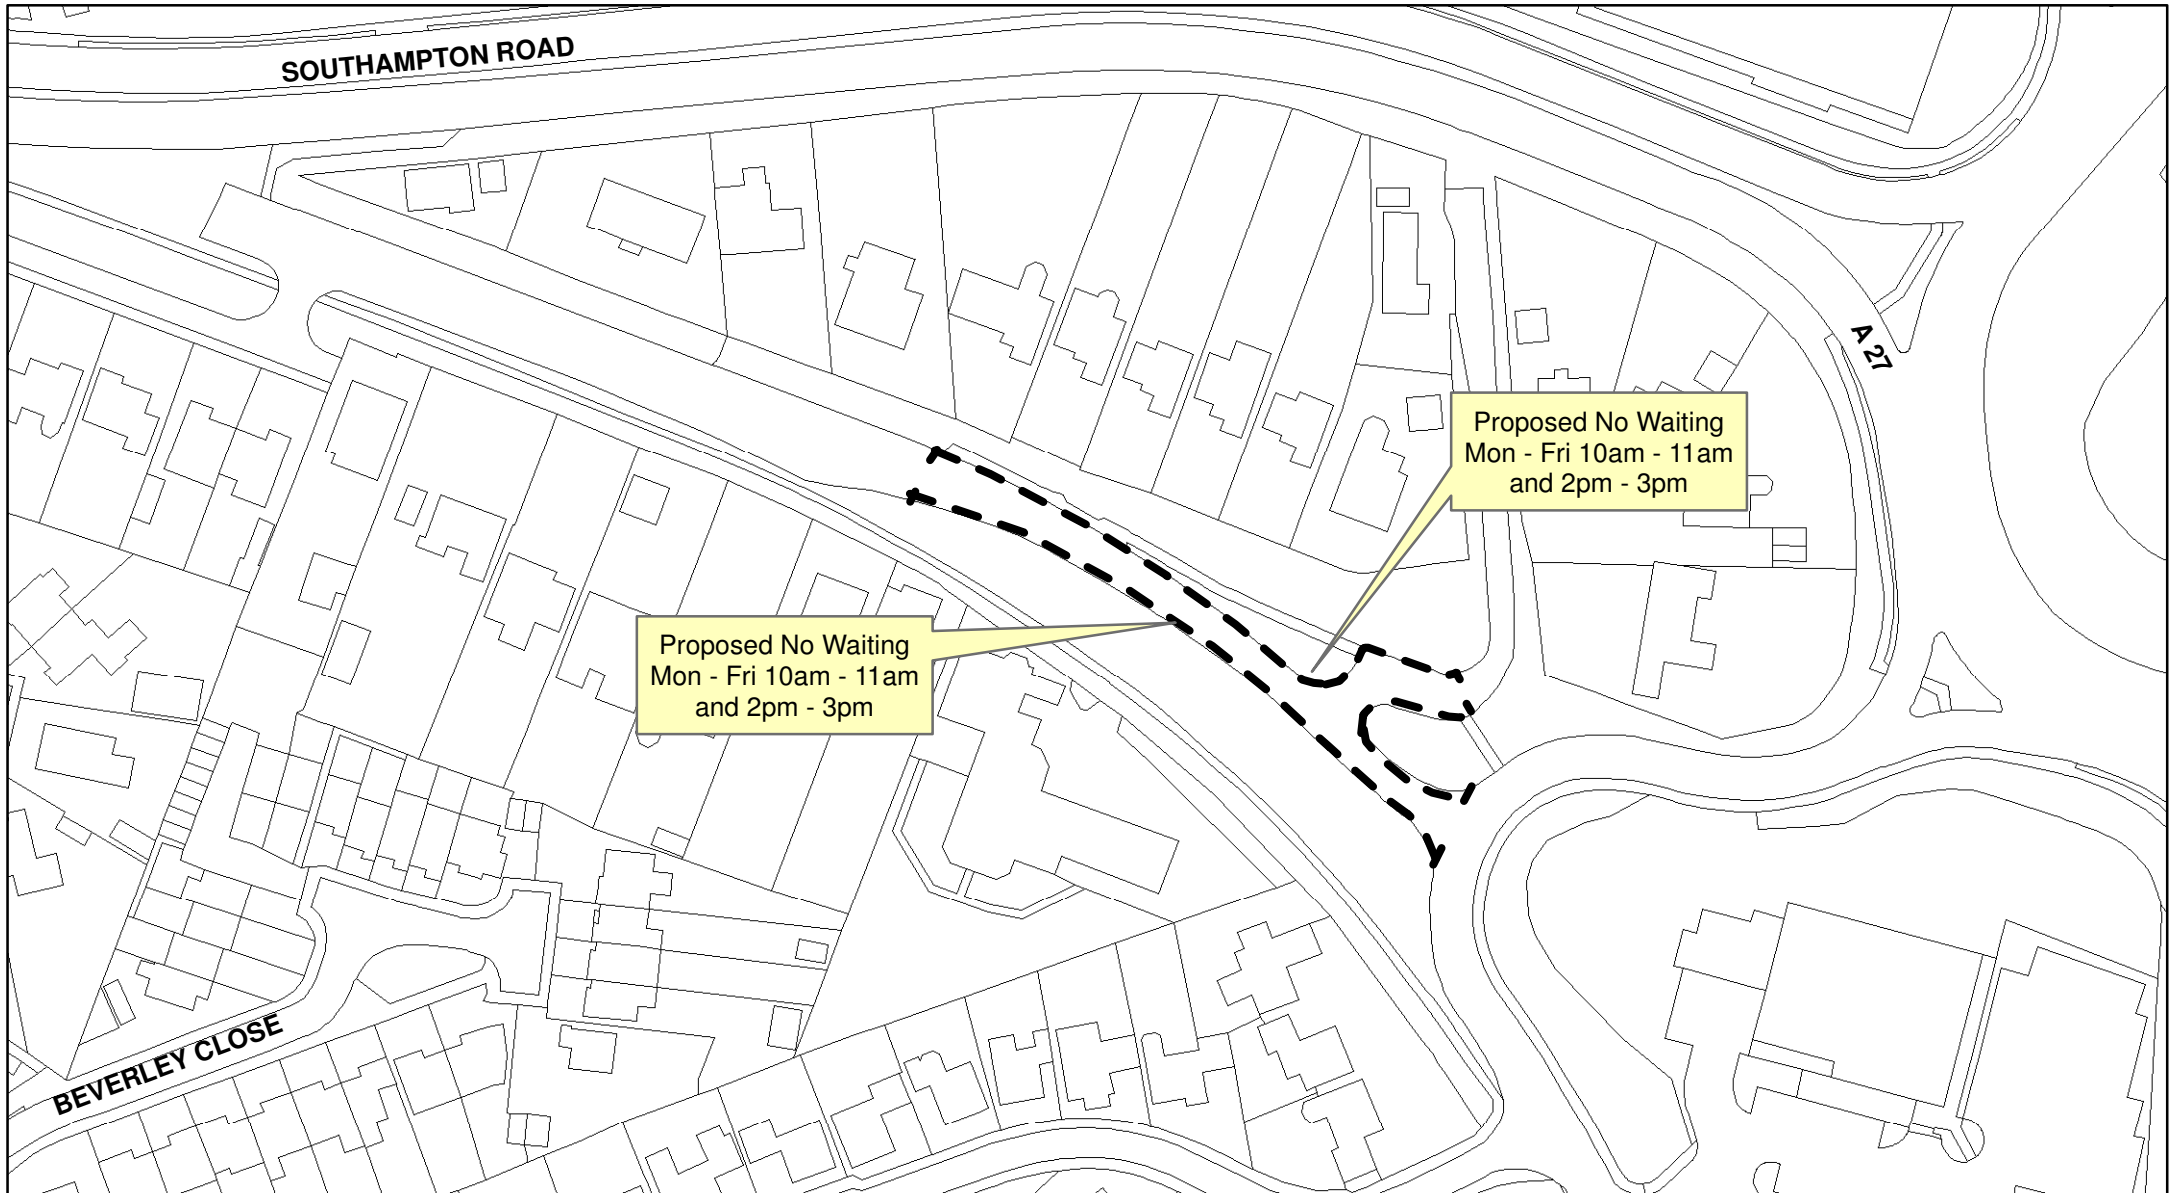 SOUTHAMPTON ROAD
A 27
Proposed No Waiting
Mon - Fri 10am - 11am
and 2pm - 3pm
Proposed No Waiting
Mon - Fri 10am - 11am
and 2pm - 3pm
BEVERLEY CLOSE